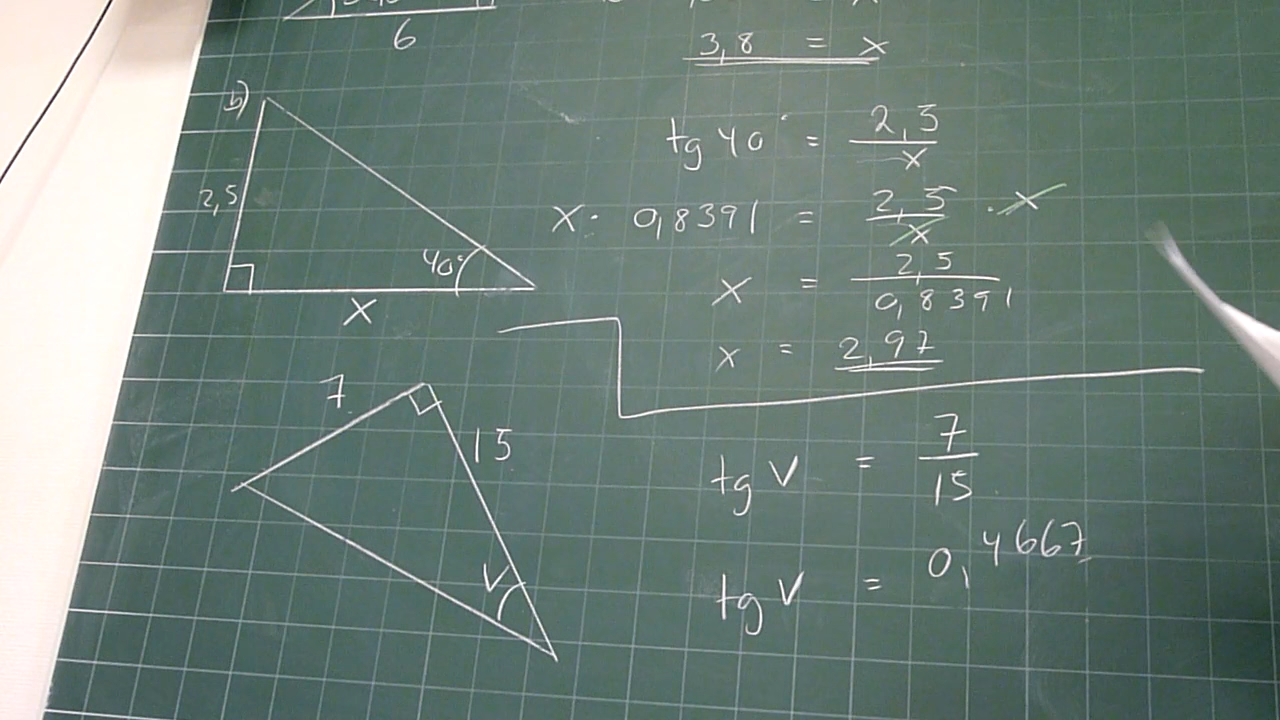 6
3,8 = x
b)
2,5
40°
x
tg 40° = 2,5 / x
x · 0,8391 = 2,5 / x · x
x = 2,5 / 0,8391
x = 2,97
7
15
v
tg v = 7 / 15
tg v = 0,4667